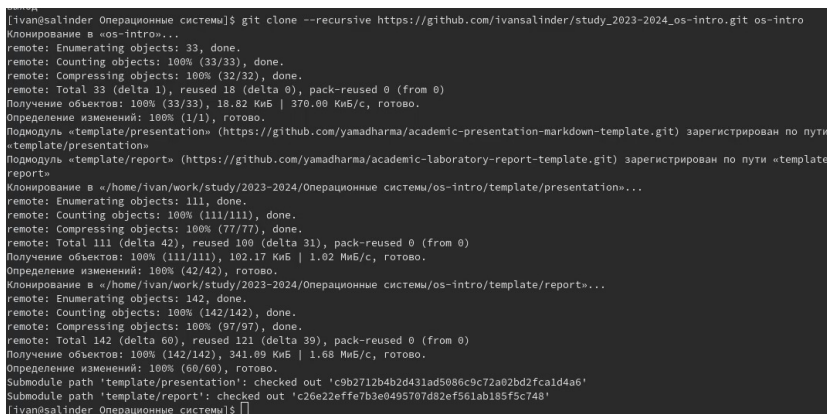 [ivan@salinder Операционные системы]$ git clone --recursive https://github.com/ivansalinder/study_2023-2024_os-intro.git os-intro
Клонирование в «os-intro»...
remote: Enumerating objects: 33, done.
remote: Counting objects: 100% (33/33), done.
remote: Compressing objects: 100% (32/32), done.
remote: Total 33 (delta 1), reused 18 (delta 0), pack-reused 0 (from 0)
Получение объектов: 100% (33/33), 18.82 КиБ | 370.00 КиБ/с, готово.
Определение изменений: 100% (1/1), готово.
Подмодуль «template/presentation» (https://github.com/yamadharma/academic-presentation-markdown-template.git) зарегистрирован по пути
«template/presentation»
Подмодуль «template/report» (https://github.com/yamadharma/academic-laboratory-report-template.git) зарегистрирован по пути «template
report»
Клонирование в «/home/ivan/work/study/2023-2024/Операционные системы/os-intro/template/presentation»...
remote: Enumerating objects: 111, done.
remote: Counting objects: 100% (111/111), done.
remote: Compressing objects: 100% (77/77), done.
remote: Total 111 (delta 42), reused 100 (delta 31), pack-reused 0 (from 0)
Получение объектов: 100% (111/111), 102.17 КиБ | 1.02 МиБ/с, готово.
Определение изменений: 100% (42/42), готово.
Клонирование в «/home/ivan/work/study/2023-2024/Операционные системы/os-intro/template/report»...
remote: Enumerating objects: 142, done.
remote: Counting objects: 100% (142/142), done.
remote: Compressing objects: 100% (97/97), done.
remote: Total 142 (delta 60), reused 121 (delta 39), pack-reused 0 (from 0)
Получение объектов: 100% (142/142), 341.09 КиБ | 1.68 МиБ/с, готово.
Определение изменений: 100% (60/60), готово.
Submodule path 'template/presentation': checked out 'c9b2712b4b2d431ad5086c9c72a02bd2fca1d4a6'
Submodule path 'template/report': checked out 'c26e22effe7b3e0495707d82ef561ab185f5c748'
[ivan@salinder Операционные системы]$